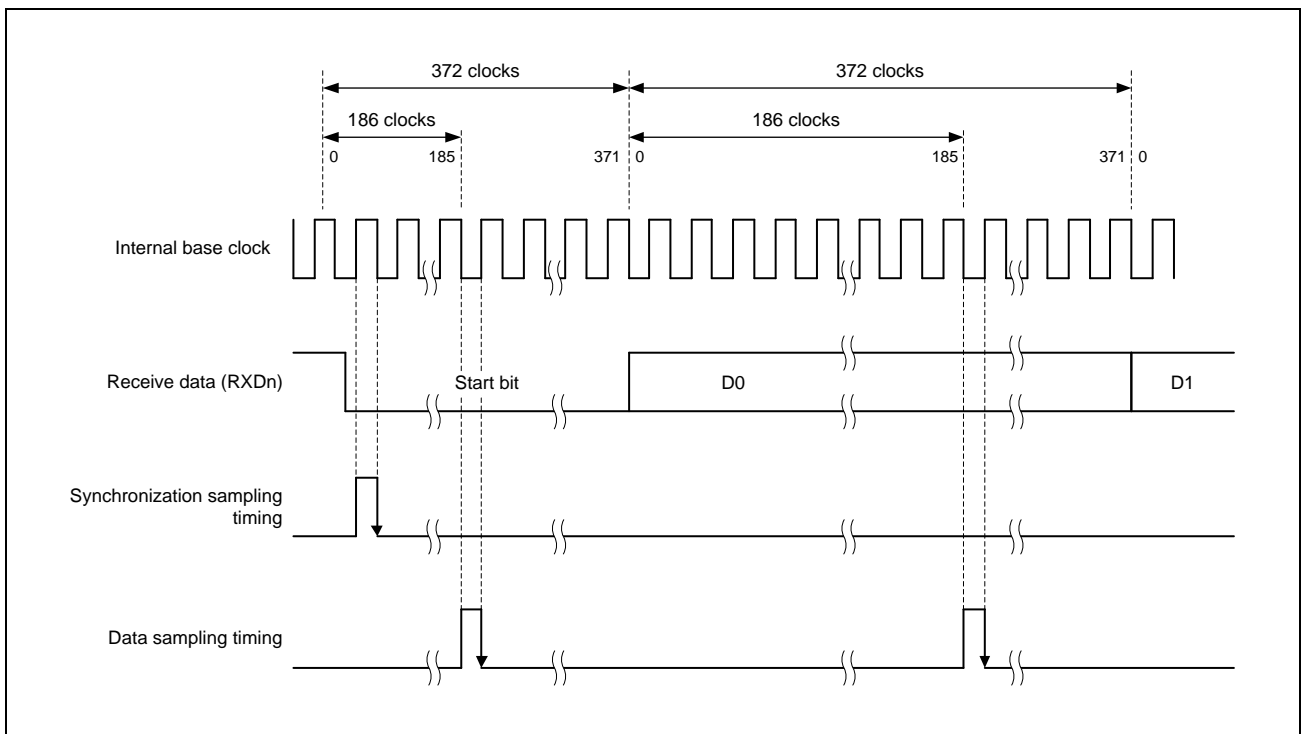 372 clocks 372 clocks
186 clocks 186 clocks
0 185 371 0 185 371 0
Internal base clock
Receive data (RXDn) Start bit D0 D1
Synchronization sampling
timing
Data sampling timing